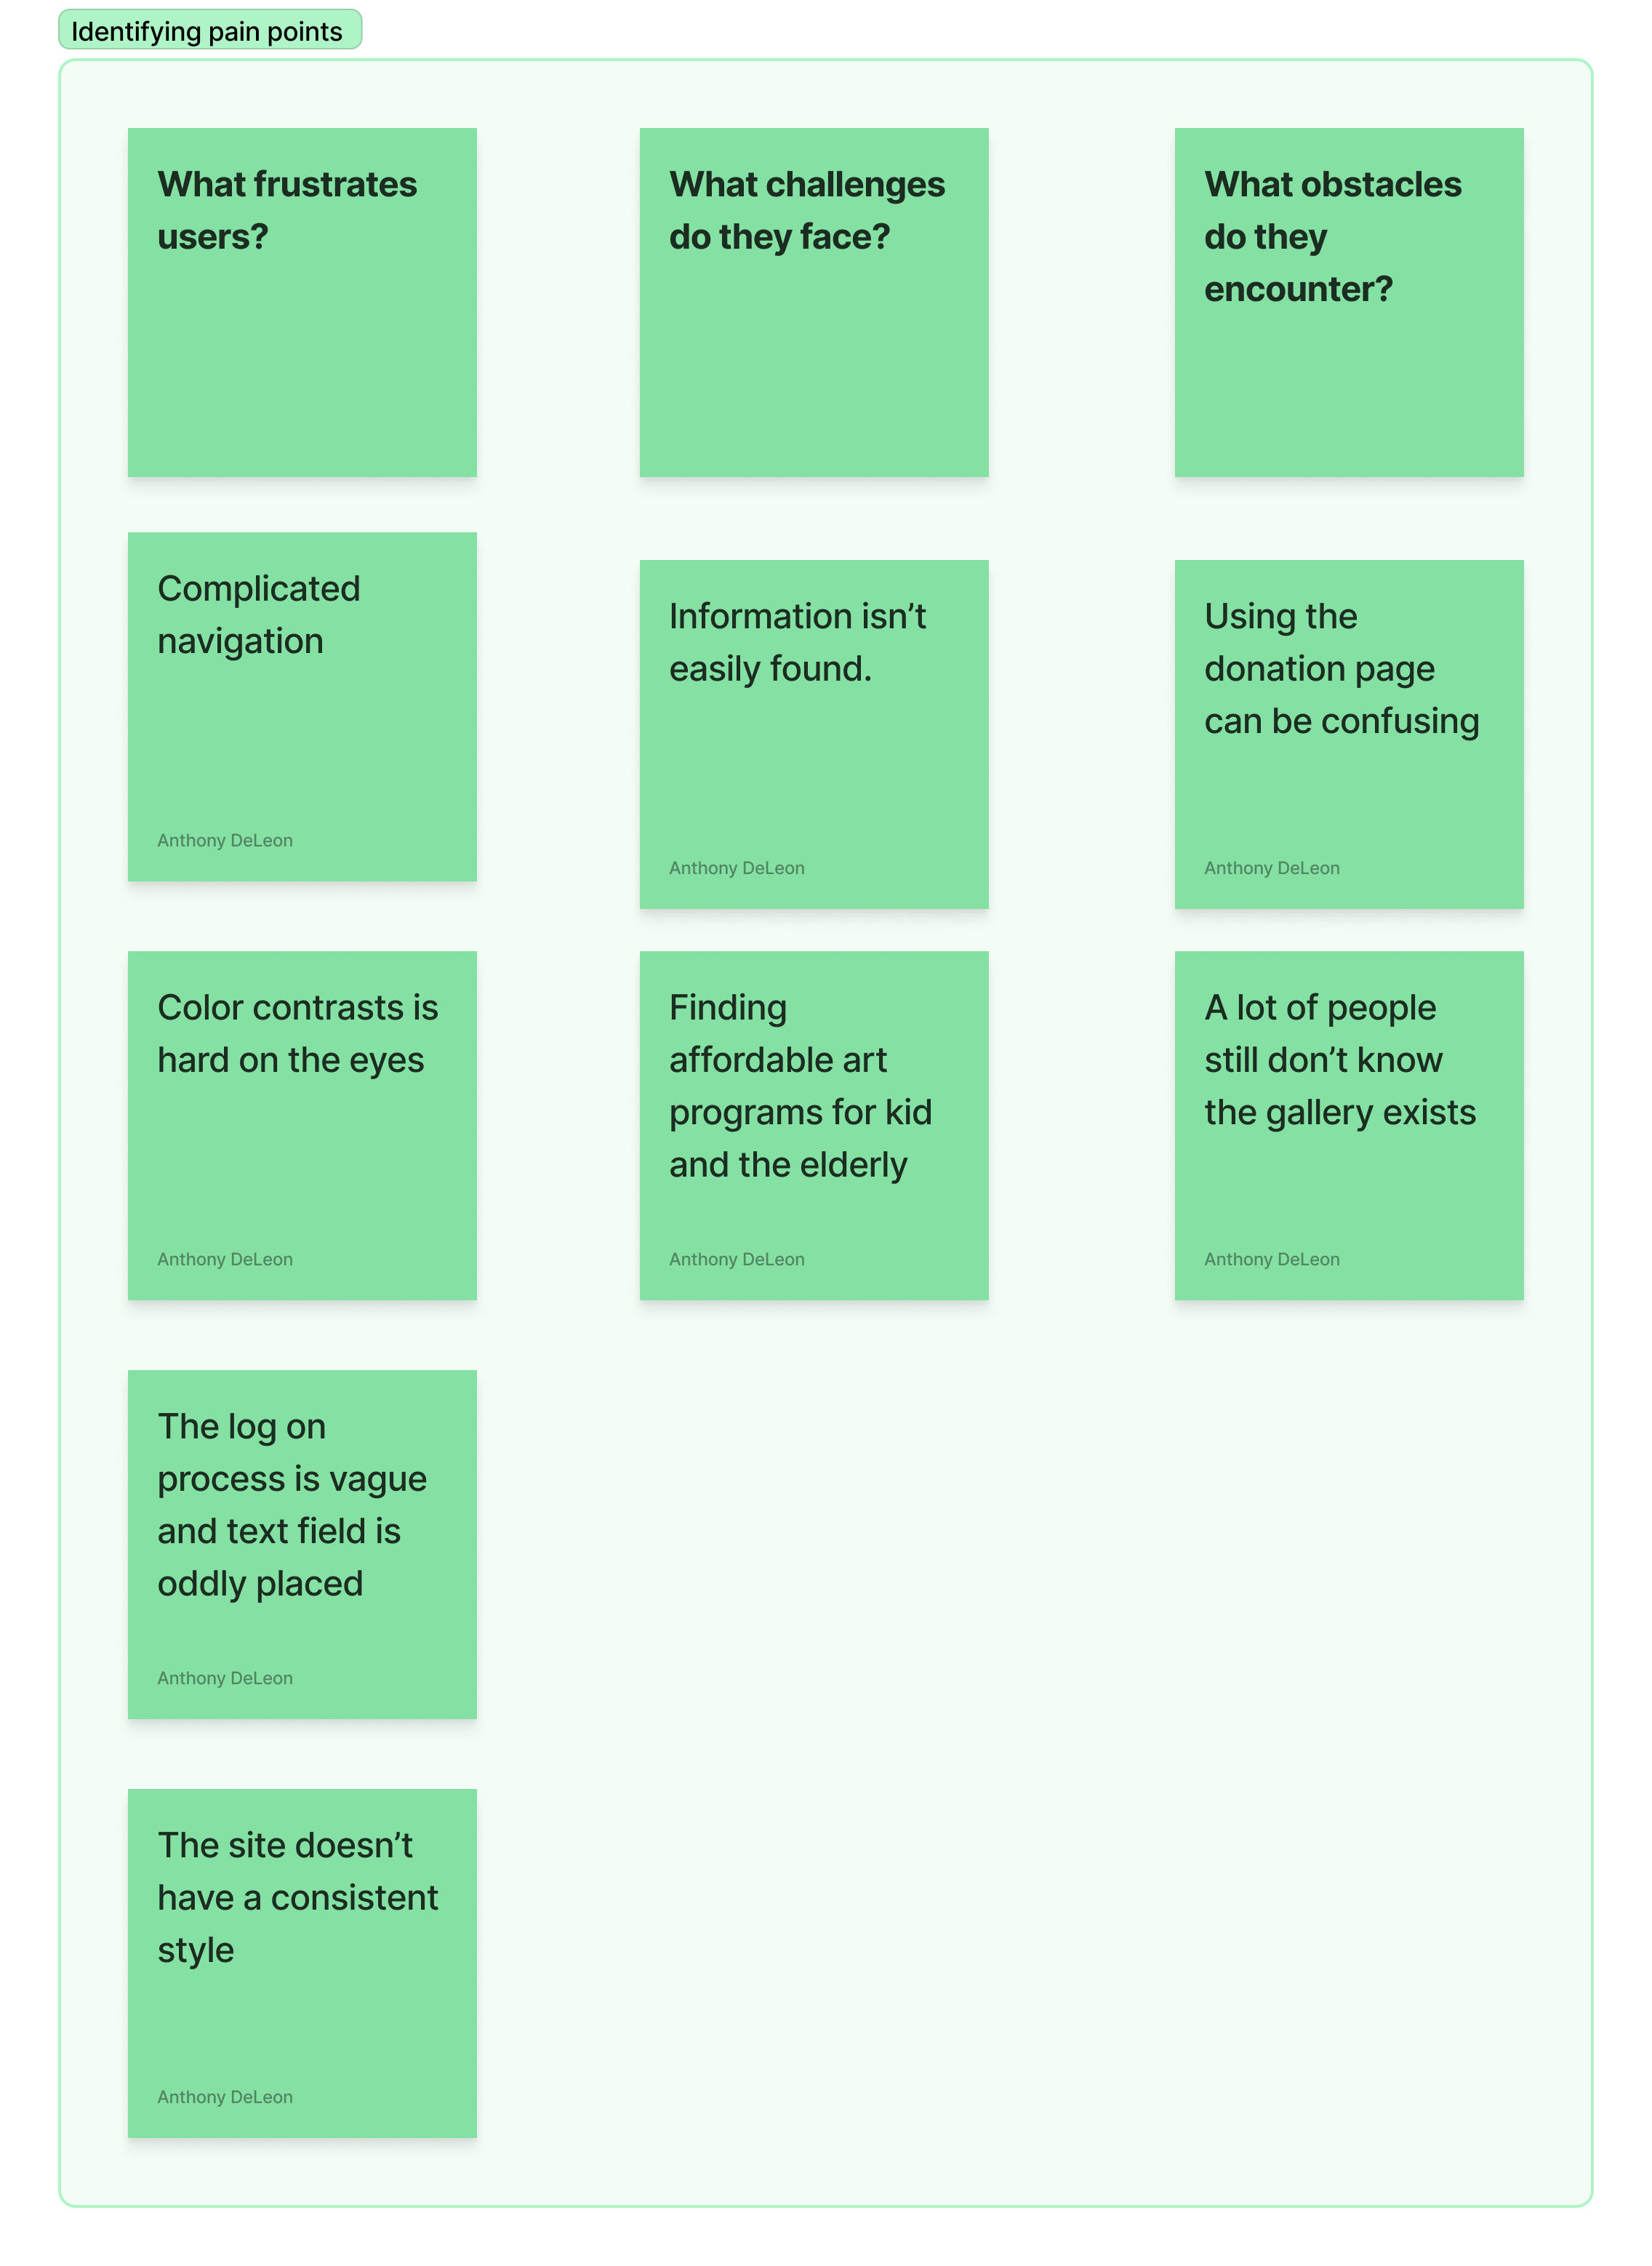 Identifying pain points
What frustrates
users?
What challenges
do they face?
What obstacles
do they
encounter?
Complicated
navigation
Anthony DeLeon
Information isn’t
easily found.
Anthony DeLeon
Using the
donation page
can be confusing
Anthony DeLeon
Color contrasts is
hard on the eyes
Anthony DeLeon
Finding
affordable art
programs for kid
and the elderly
Anthony DeLeon
A lot of people
still don’t know
the gallery exists
Anthony DeLeon
The log on
process is vague
and text field is
oddly placed
Anthony DeLeon
The site doesn’t
have a consistent
style
Anthony DeLeon